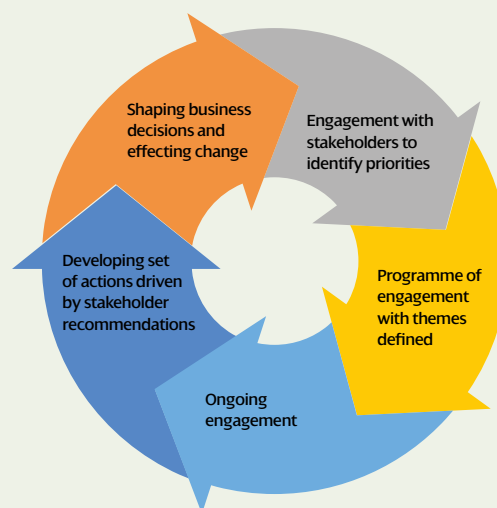 Shaping business
decisions and
effecting change
Engagement with
stakeholders to
identify priorities
Programme of
engagement
with themes
defined
Ongoing
engagement
Developing set
of actions driven
by stakeholder
recommendations